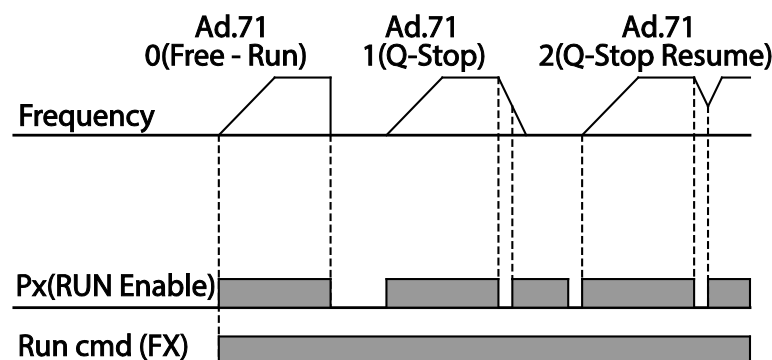 Ad.71
0(Free - Run)
Ad.71
1(Q-Stop)
Ad.71
2(Q-Stop Resume)
Frequency
Px(RUN Enable)
Run cmd (FX)